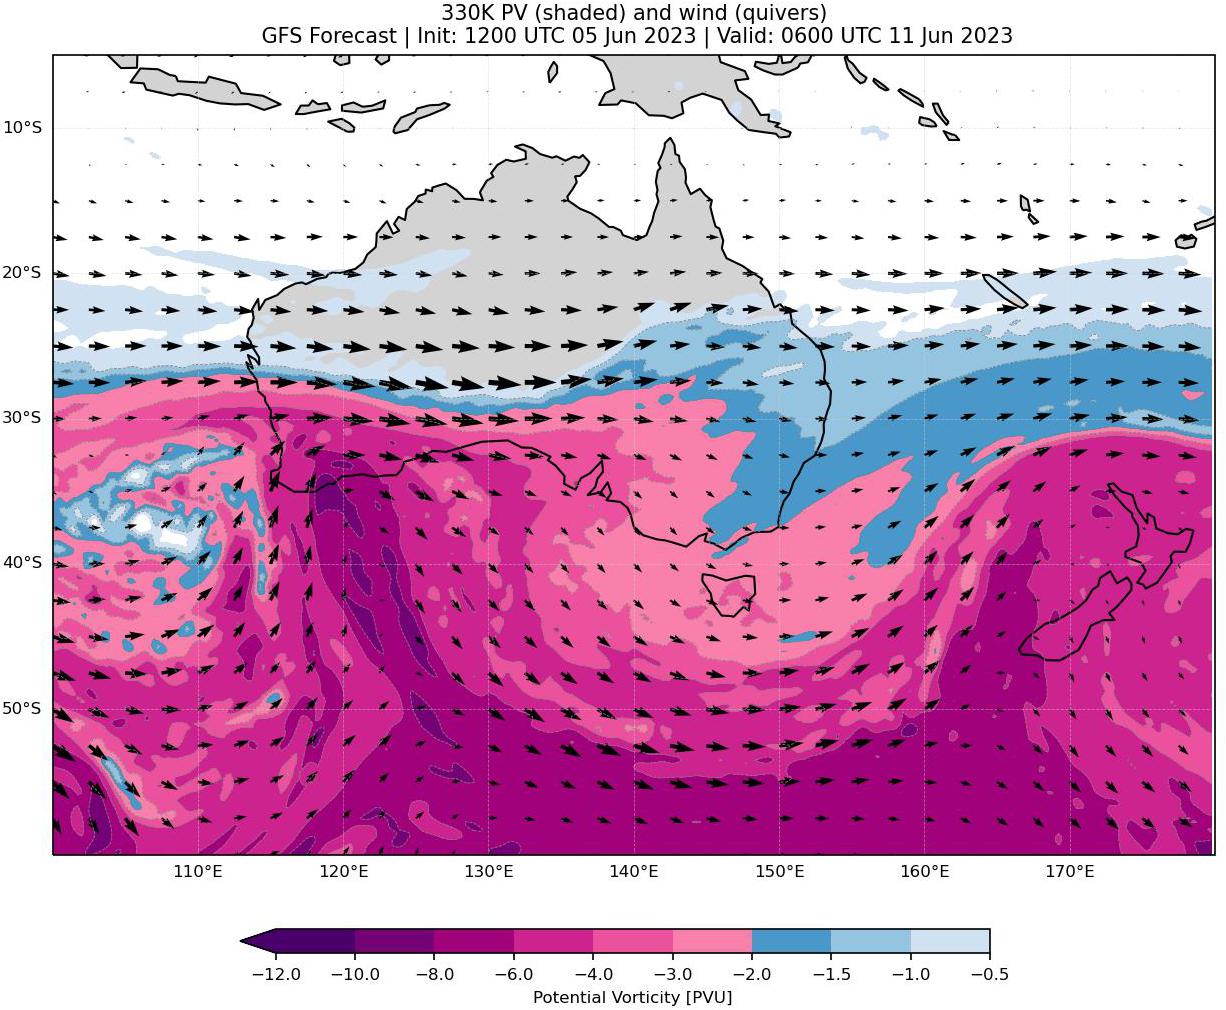 330K PV (shaded) and wind (quivers)
GFS Forecast | Init: 1200 UTC 05 Jun 2023 | Valid: 0600 UTC 11 Jun 2023
10°S
20°S
30°S
40°S
50°S
110°E 120°E 130°E 140°E 150°E 160°E 170°E
−12.0 −10.0 −8.0 −6.0 −4.0 −3.0 −2.0 −1.5 −1.0 −0.5
Potential Vorticity [PVU]